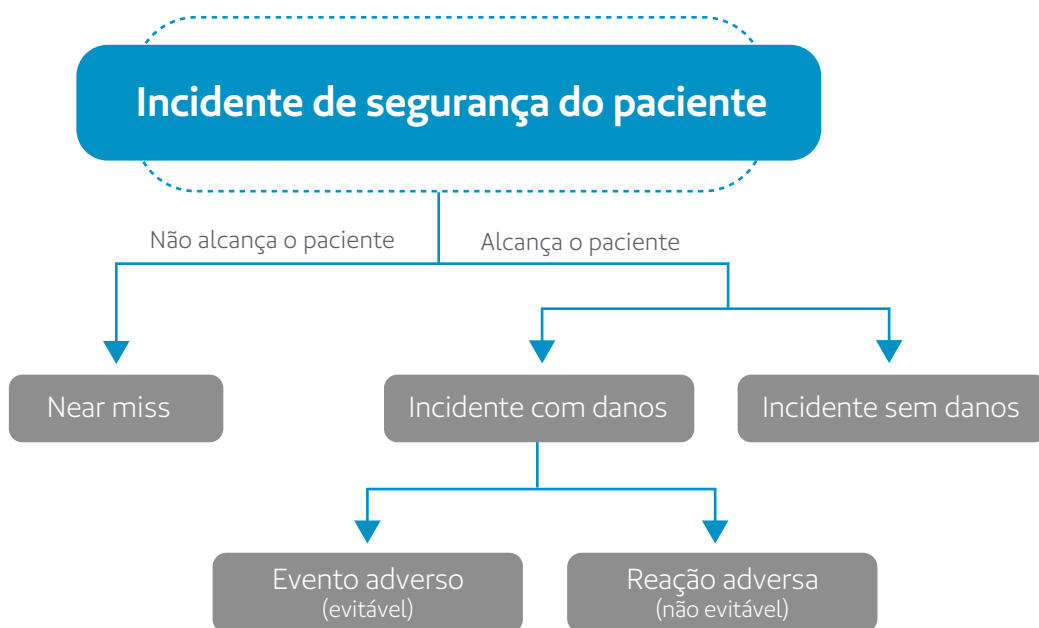 Incidente de segurança do paciente
Não alcança o paciente
Alcança o paciente
Near miss
Incidente com danos
Incidente sem danos
Evento adverso
(evitável)
Reação adversa
(não evitável)